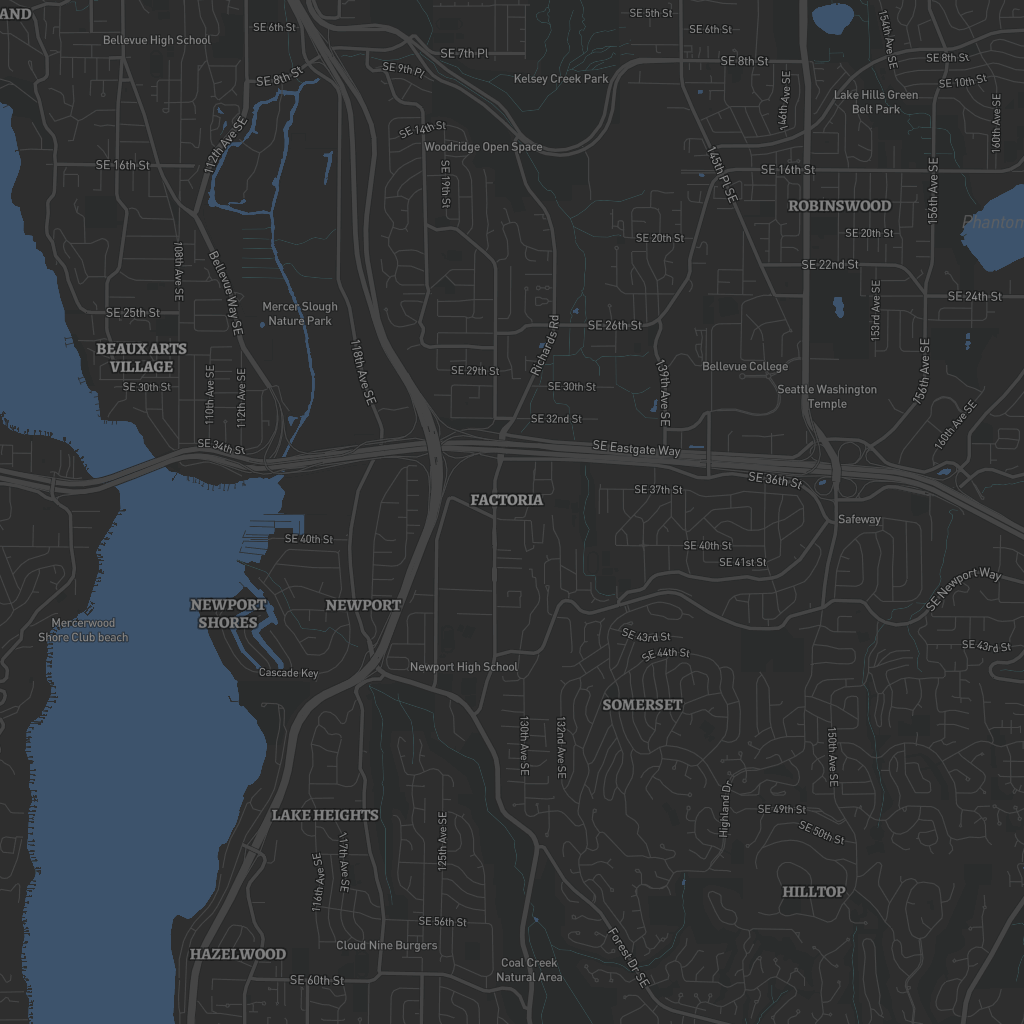 AND
SE 5th St
SE 6th St
SE 6th St
154th Ave SE
Bellevue High School
SE 7th Pl
SE 8th St
SE 8th St
SE 9th Pl
SE 8th St
Kelsey Creek Park
SE 10th St
146th Ave SE
Lake Hills Green
Belt Park
160th Ave SE
112th Ave SE
SE 14th St
Woodridge Open Space
SE 16th St
SE 19th St
145th Pl SE
SE 16th St
156th Ave SE
ROBINSWOOD
Phantom
SE 20th St
SE 20th St
108th Ave SE
Bellevue Way SE
SE 22nd St
SE 24th St
153rd Ave SE
Mercer Slough
Nature Park
SE 25th St
SE 26th St
Richards Rd
BEAUX ARTS
VILLAGE
118th Ave SE
SE 29th St
139th Ave SE
Bellevue College
156th Ave SE
SE 30th St
110th Ave SE
112th Ave SE
SE 30th St
Seattle Washington
Temple
SE 32nd St
160th Ave SE
SE 34th St
SE Eastgate Way
SE 36th St
SE 37th St
FACTORIA
Safeway
SE 40th St
SE 40th St
SE 41st St
SE Newport Way
NEWPORT
SHORES
NEWPORT
Mercerwood
Shore Club beach
SE 43rd St
SE 44th St
SE 43rd St
Cascade Key
Newport High School
SOMERSET
130th Ave SE
132nd Ave SE
150th Ave SE
Highland Dr
LAKE HEIGHTS
SE 49th St
SE 50th St
125th Ave SE
117th Ave SE
116th Ave SE
HILLTOP
SE 56th St
Cloud Nine Burgers
HAZELWOOD
Forest Dr SE
Coal Creek
Natural Area
SE 60th St